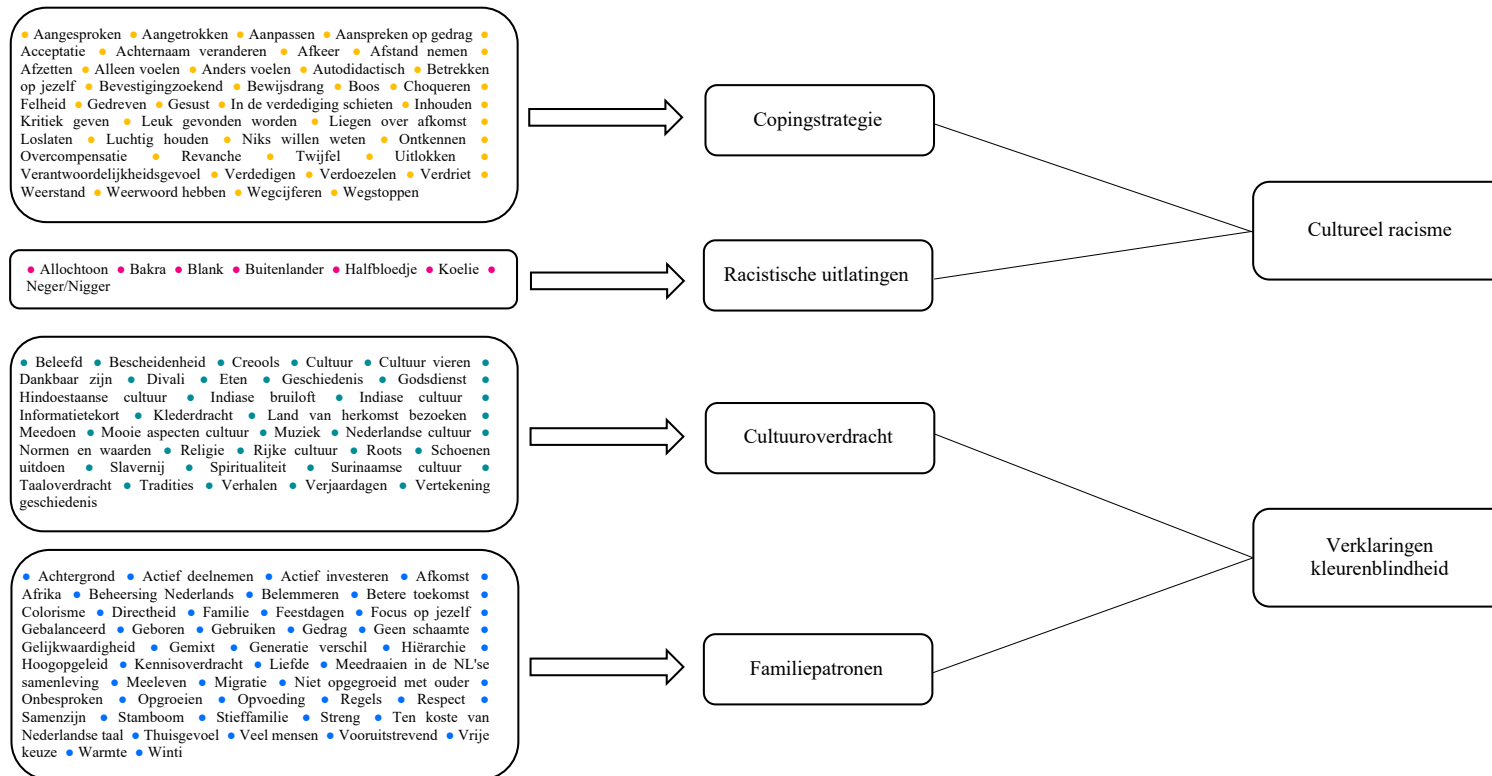 ● Aangesproken ● Aangetrokken ● Aanpassen ● Aanspreken op gedrag ●
Acceptatie ● Achternaam veranderen ● Afkeer ● Afstand nemen ●
Afzetten ● Alleen voelen ● Anders voelen ● Autodidactisch ● Betrekken
op jezelf ● Bevestigingzoekend ● Bewijsdrang ● Boos ● Choqueren ●
Felheid ● Gedreven ● Gesust ● In de verdediging schieten ● Inhouden ●
Kritiek geven ● Leuk gevonden worden ● Liegen over afkomst ●
Loslaten ● Luchtig houden ● Niks willen weten ● Ontkennen ●
Overcompensatie ● Revanche ● Twijfel ● Uitlokken ●
Verantwoordelijkheidsgevoel ● Verdedigen ● Verdoezelen ● Verdriet ●
Weerstand ● Weerwoord hebben ● Wegcijferen ● Wegstoppen
Copingstrategie
Cultureel racisme
● Allochtoon ● Bakra ● Blank ● Buitenlander ● Halfbloedje ● Koelie ●
Neger/Nigger
Racistische uitlatingen
● Beleefd ● Bescheidenheid ● Creools ● Cultuur ● Cultuur vieren ●
Dankbaar zijn ● Divali ● Eten ● Geschiedenis ● Godsdienst ●
Hindoestaanse cultuur ● Indiase bruiloft ● Indiase cultuur ●
Informatietekort ● Klederdracht ● Land van herkomst bezoeken ●
Meedoen ● Mooie aspecten cultuur ● Muziek ● Nederlandse cultuur ●
Normen en waarden ● Religie ● Rijke cultuur ● Roots ● Schoenen
uitdoen ● Slavernij ● Spiritualiteit ● Surinaamse cultuur ●
Taaloverdracht ● Tradities ● Verhalen ● Verjaardagen ● Vertekening
geschiedenis
Cultuuroverdracht
Verklaringen
kleurenblindheid
● Achtergrond ● Actief deelnemen ● Actief investeren ● Afkomst ●
Afrika ● Beheersing Nederlands ● Belemmeren ● Betere toekomst ●
Colorisme ● Directheid ● Familie ● Feestdagen ● Focus op jezelf ●
Gebalanceerd ● Geboren ● Gebruiken ● Gedrag ● Geen schaamte ●
Gelijkwaardigheid ● Gemixt ● Generatie verschil ● Hiërarchie ●
Hoogopgeleid ● Kennisoverdracht ● Liefde ● Meedraaien in de NL'se
samenleving ● Meeleven ● Migratie ● Niet opgegroeid met ouder ●
Onbesproken ● Opgroeien ● Opvoeding ● Regels ● Respect ●
Samenzijn ● Stamboom ● Stieffamilie ● Streng ● Ten koste van
Nederlandse taal ● Thuisgevoel ● Veel mensen ● Vooruitstrevend ● Vrije
keuze ● Warmte ● Winti
Familiepatronen